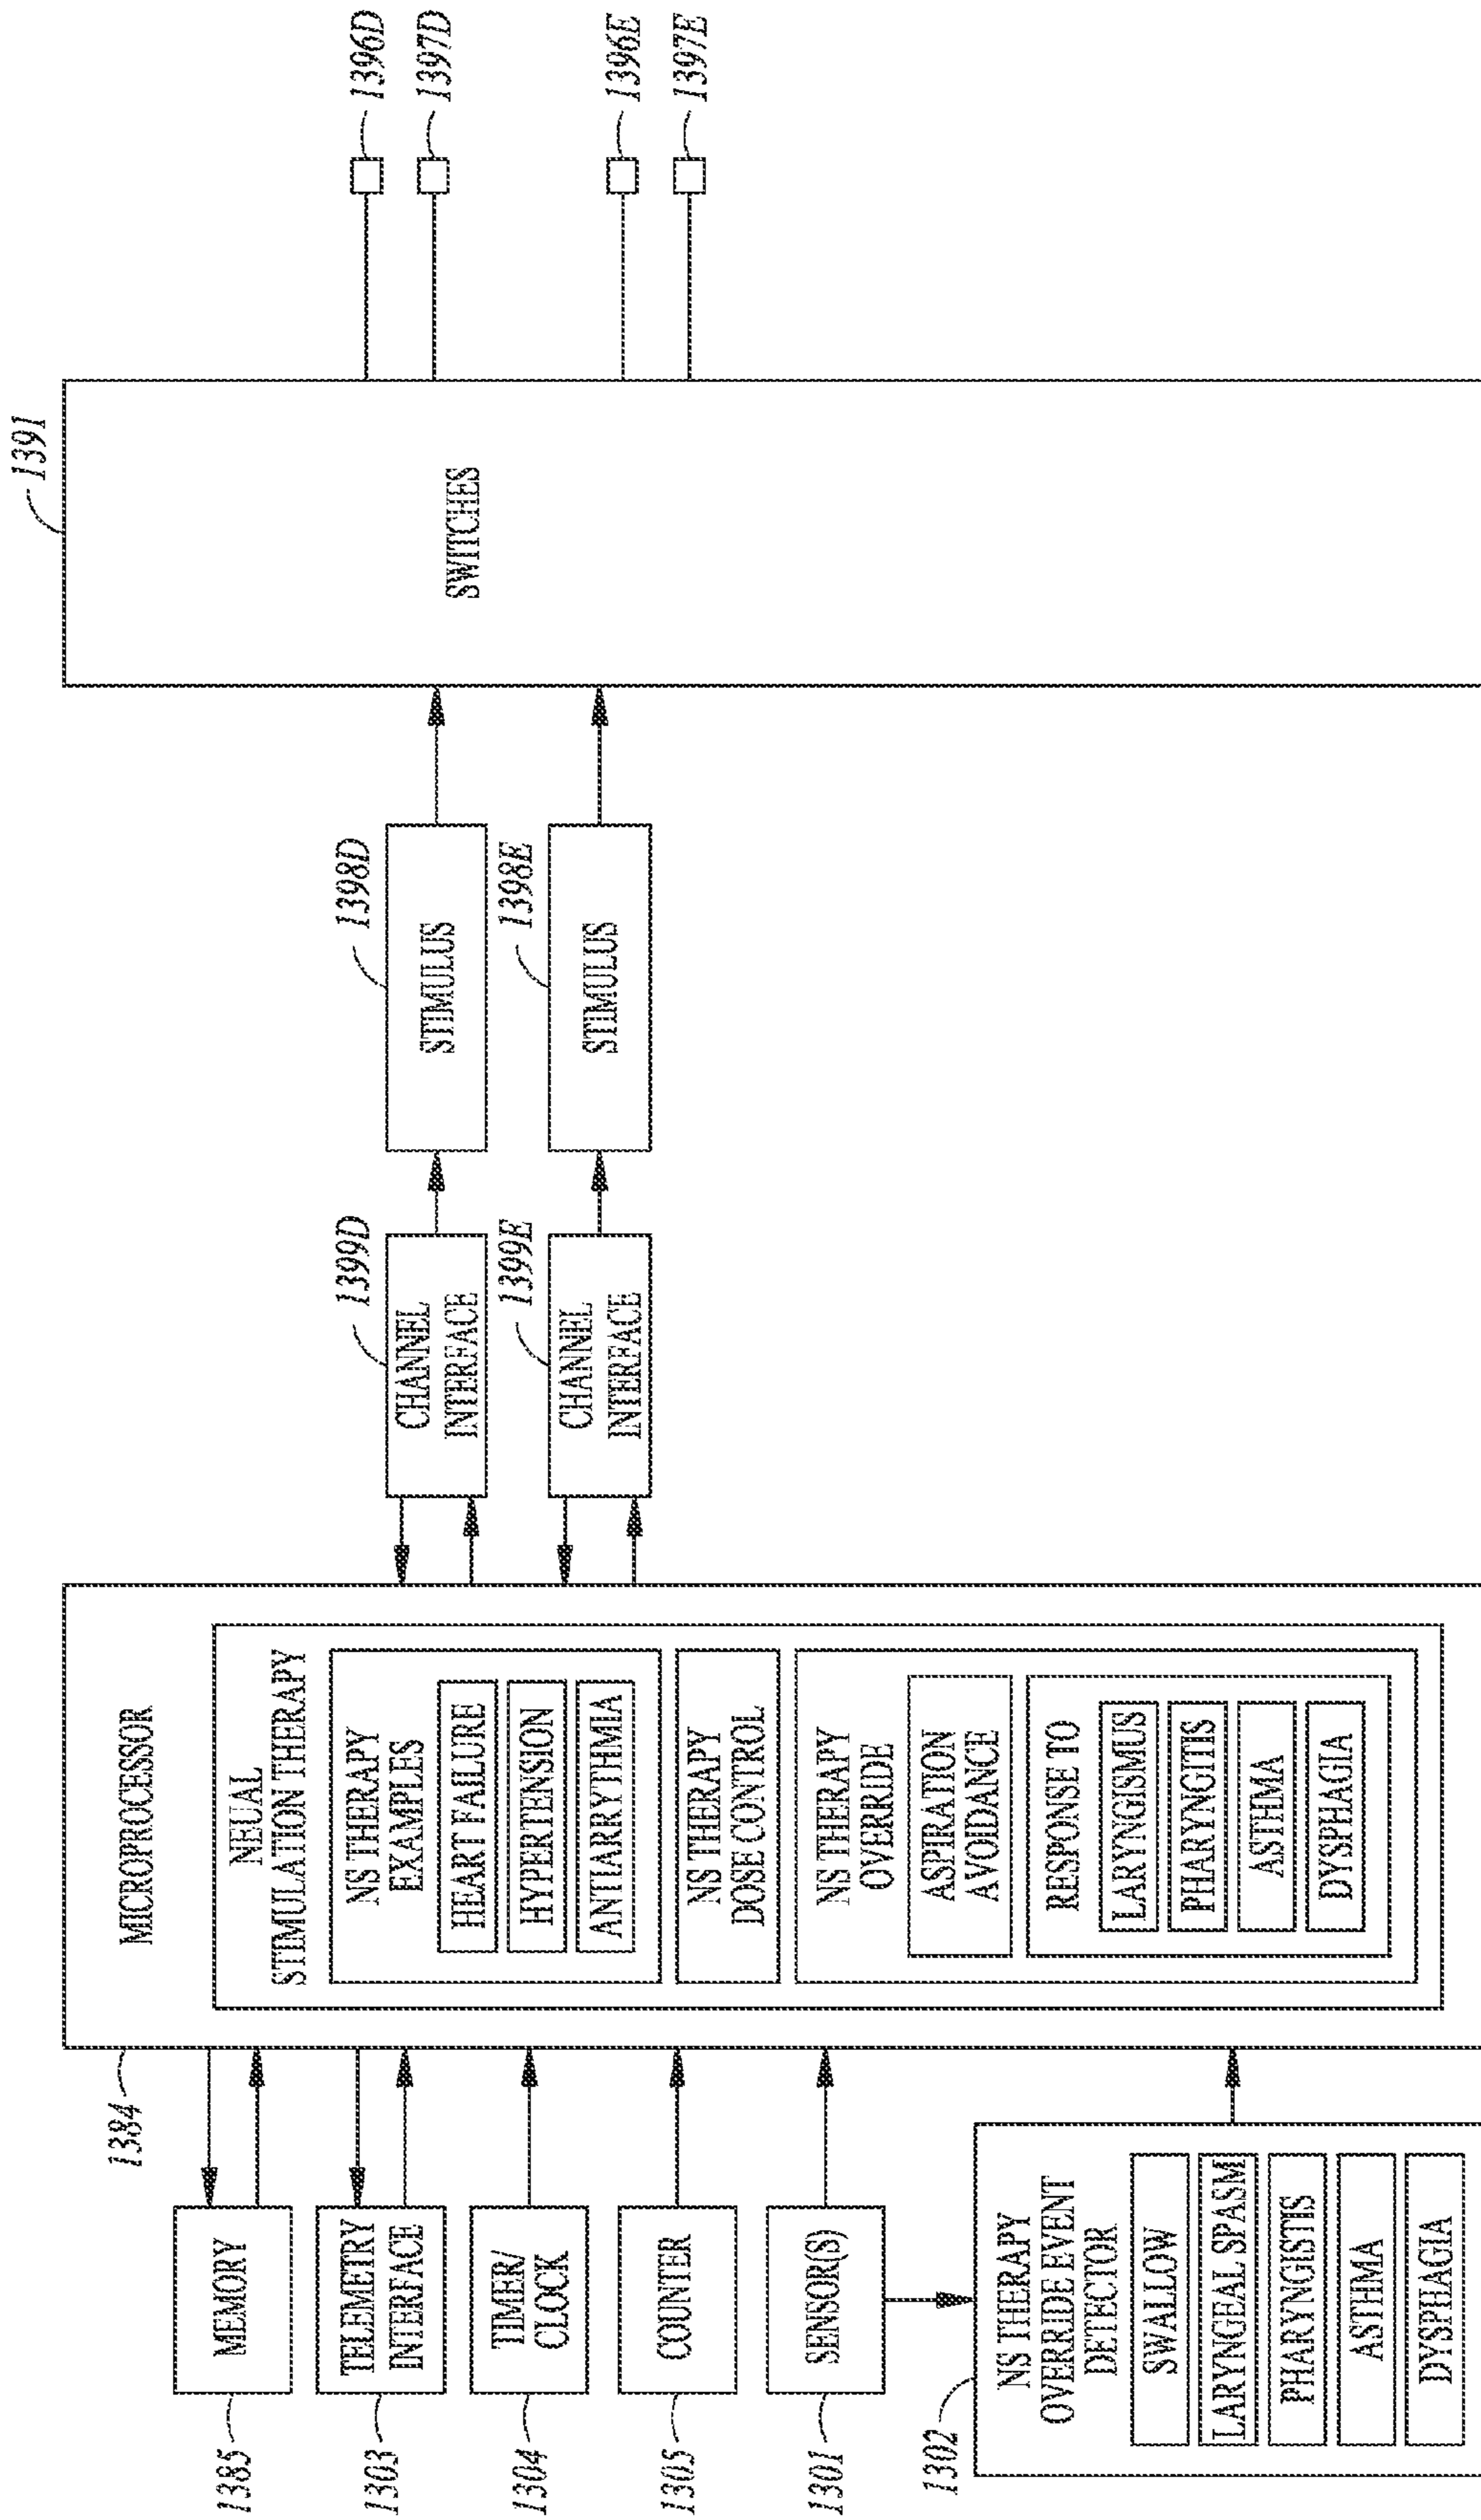 1385
MEMORY
1303
TELEMETRY
INTERFACE
1304
TIMER/
CLOCK
1305
COUNTER
1301
SENSOR(S)
1302
NS THERAPY
OVERRIDE EVENT
DETECTOR
SWALLOW
LARYNGEAL SPASM
PHARYNGISTIS
ASTHMA
DYSPHAGIA
1384
MICROPROCESSOR
NEUAL
STIMULATION THERAPY
NS THERAPY
EXAMPLES
HEART FAILURE
HYPERTENSION
ANTIARRYTHMIA
NS THERAPY
DOSE CONTROL
NS THERAPY
OVERRIDE
ASPIRATION
AVOIDANCE
RESPONSE TO
LARYNGISMUS
PHARYNGITIS
ASTHMA
DYSPHAGIA
1399D
CHANNEL
INTERFACE
1399E
CHANNEL
INTERFACE
1398D
STIMULUS
1398E
STIMULUS
1391
SWITCHES
1396D
1397D
1396E
1397E